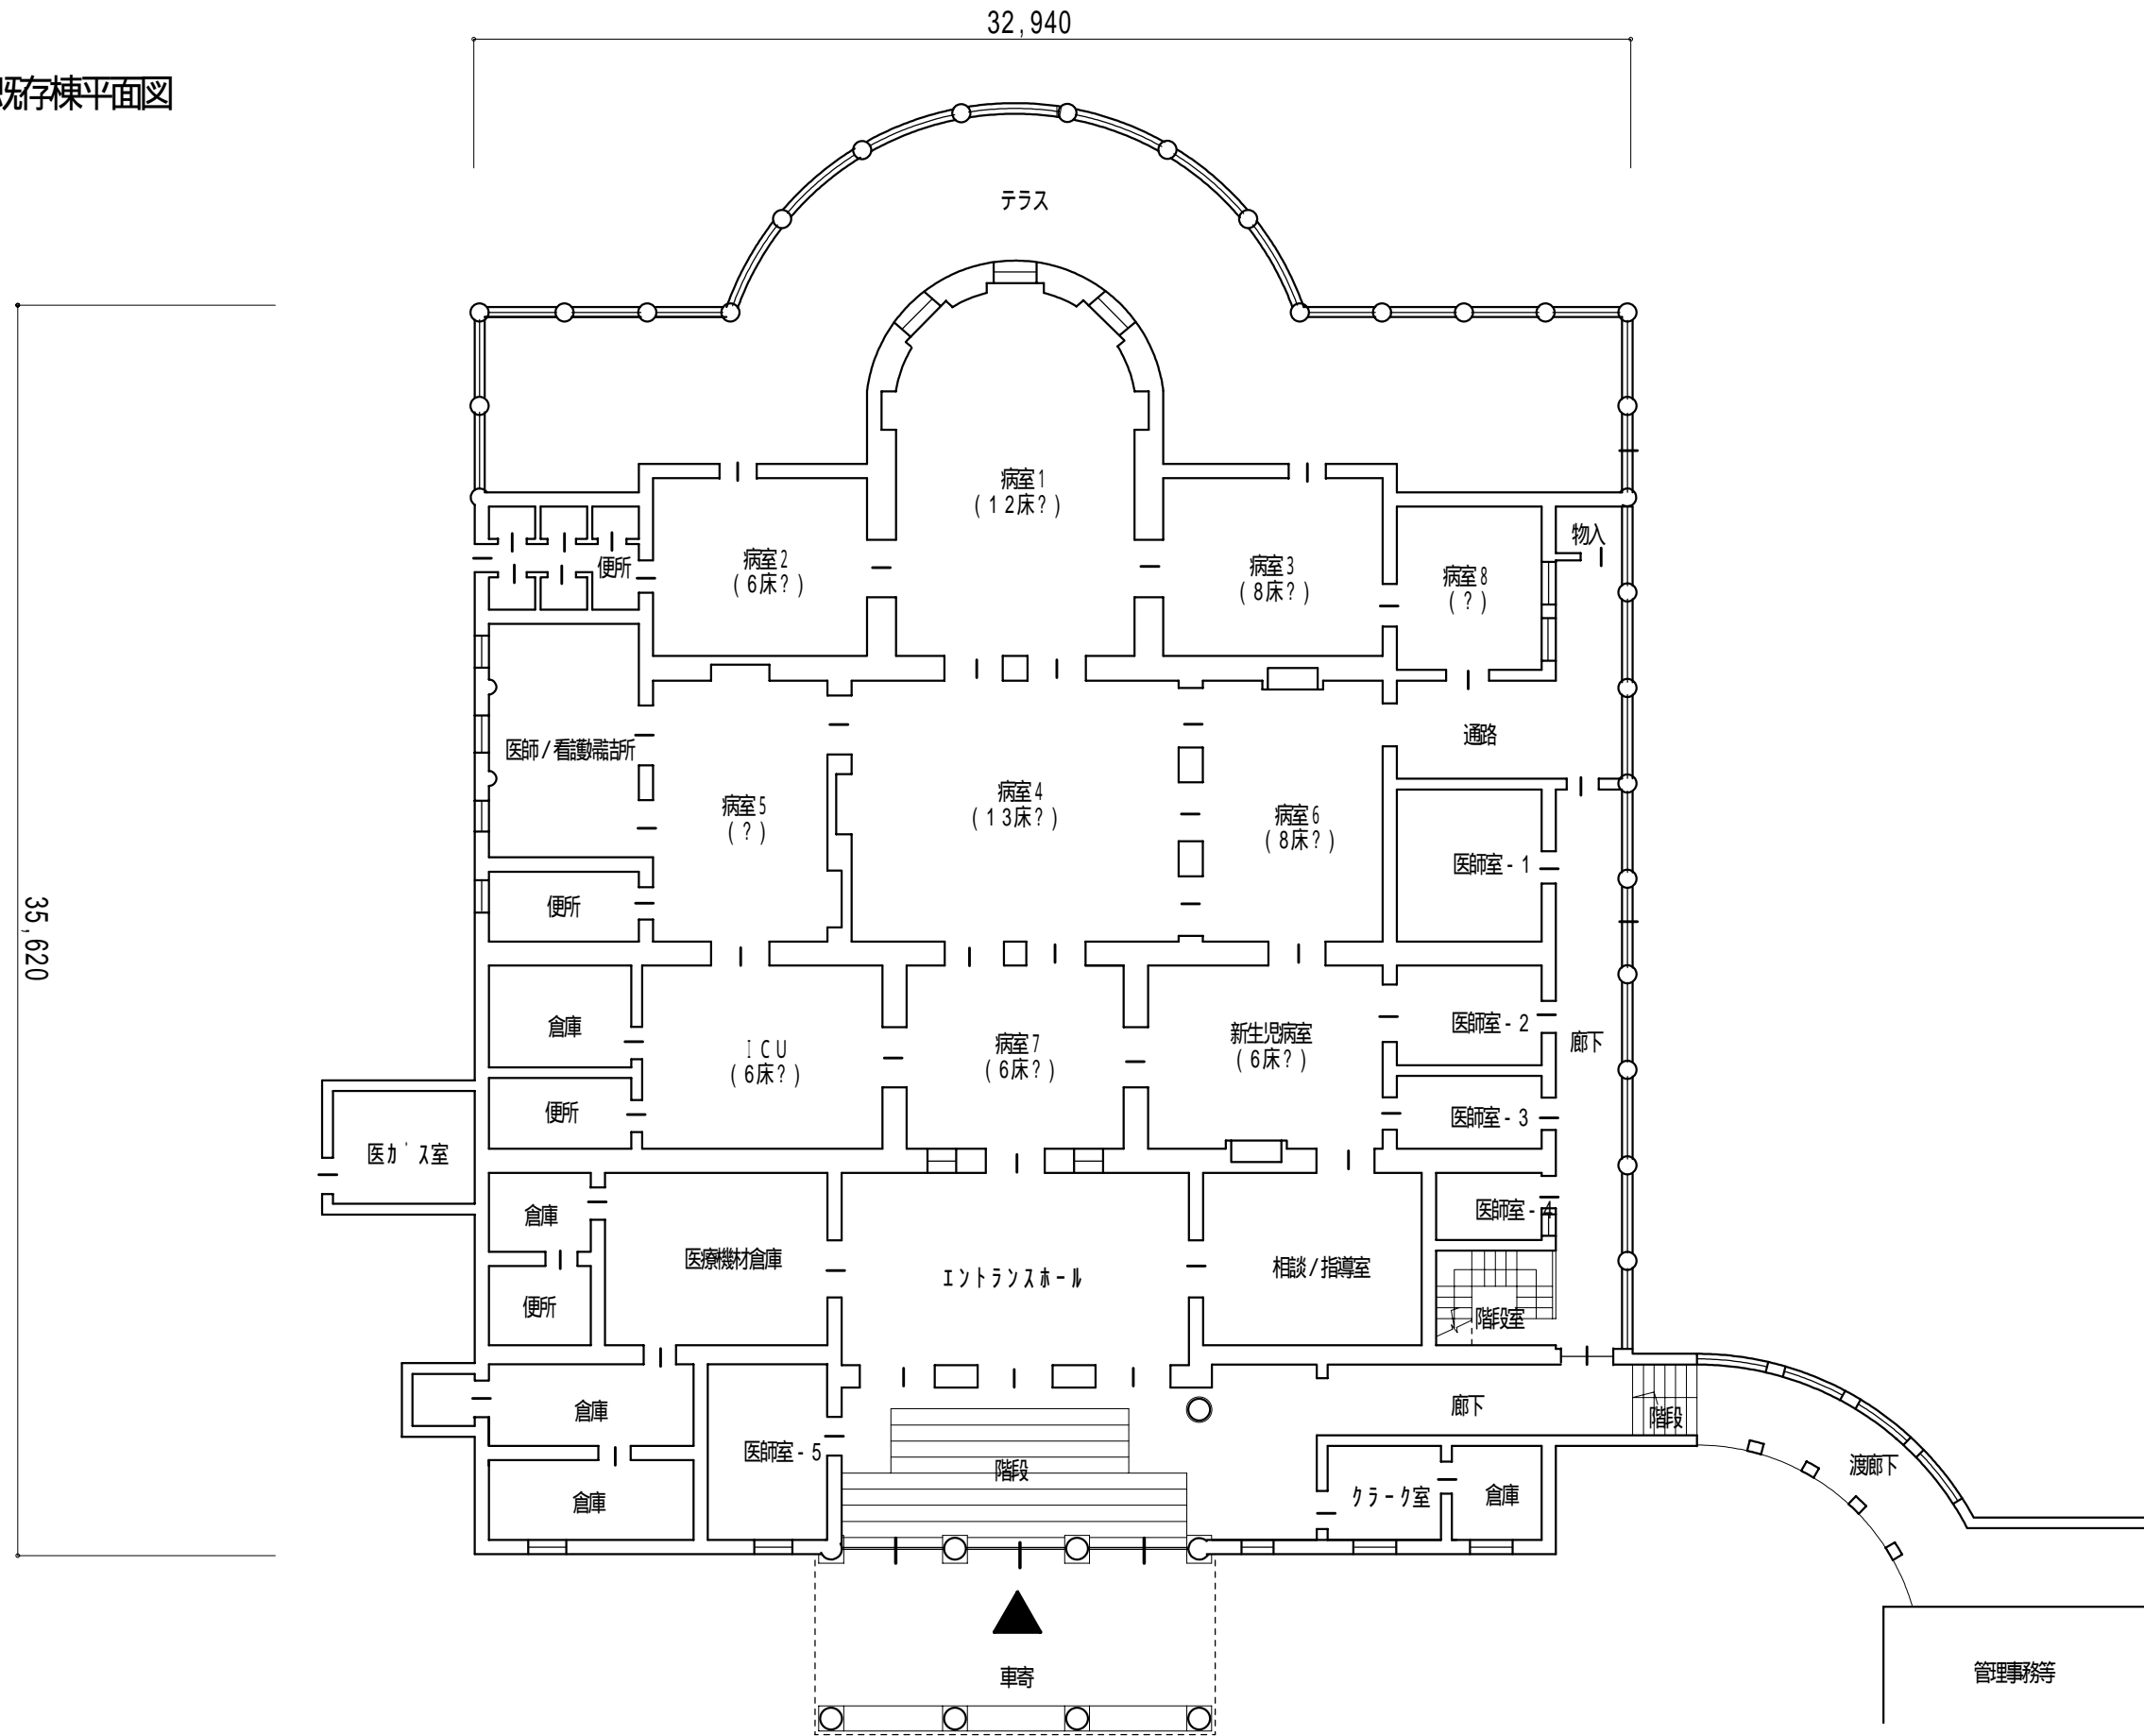 32,940
既存棟平面図
テラス
病室1
(12床?)
物入
病室2
(6床?)
病室3
(8床?)
病室8
(?)
便所
医師/看護婦詰所
通路
病室5
(?)
病室4
(13床?)
病室6
(8床?)
医師室-1
便所
35,620
倉庫
ICU
(6床?)
病室7
(6床?)
新生児病室
(6床?)
医師室-2
廊下
便所
医師室-3
医ガス室
倉庫
医師室-4
医療機材倉庫
エントランスホール
相談/指導室
便所
階段室
倉庫
廊下
階段
医師室-5
階段
渡廊下
倉庫
クラーク室
倉庫
車寄
管理事務等